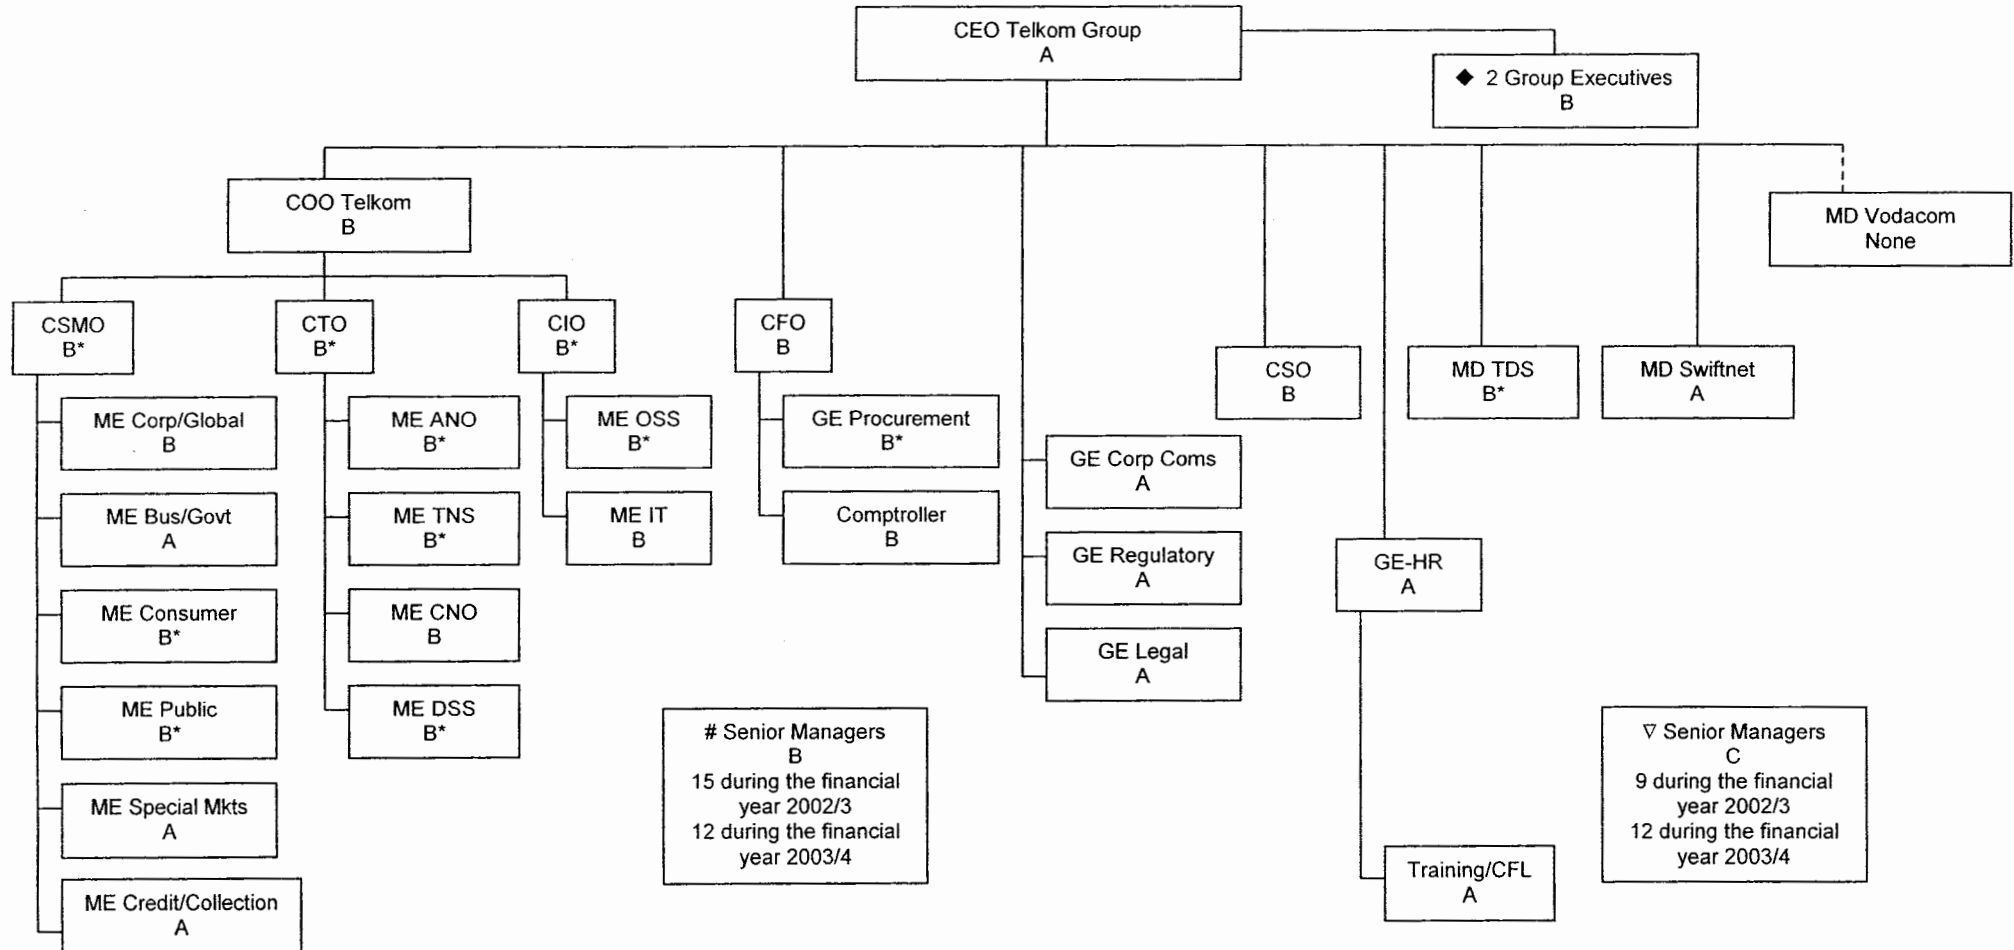 CEO Telkom Group
A
◆ 2 Group Executives
B
COO Telkom
B
MD Vodacom
None
CSMO
B*
CTO
B*
CIO
B*
CFO
B
CSO
B
MD TDS
B*
MD Swiftnet
A
ME Corp/Global
B
ME Bus/Govt
A
ME Consumer
B*
ME Public
B*
ME Special Mkts
A
ME Credit/Collection
A
ME ANO
B*
ME TNS
B*
ME CNO
B
ME DSS
B*
ME OSS
B*
ME IT
B
GE Procurement
B*
Comptroller
B
GE Corp Coms
A
GE Regulatory
A
GE Legal
A
GE-HR
A
Training/CFL
A
# Senior Managers
B
15 during the financial
year 2002/3
12 during the financial
year 2003/4
∇ Senior Managers
C
9 during the financial
year 2002/3
12 during the financial
year 2003/4